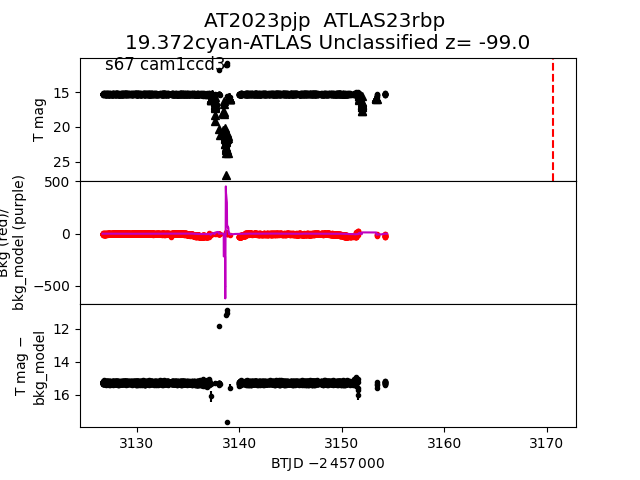 AT2023pjp ATLAS23rbp
19.372cyan-ATLAS Unclassified z= -99.0
s67 cam1ccd3
T mag
15
20
25
Bkg (red)/
bkg_model (purple)
500
0
−500
T mag −
bkg_model
12
14
16
3130 3140 3150 3160 3170
BTJD −2 457 000